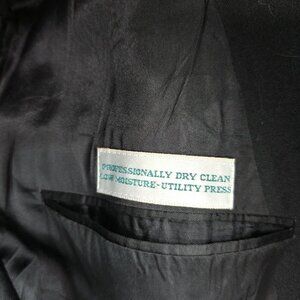 PROFESSIONALLY DRY CLEAN
LOW MOISTURE-UTILITY PRESS